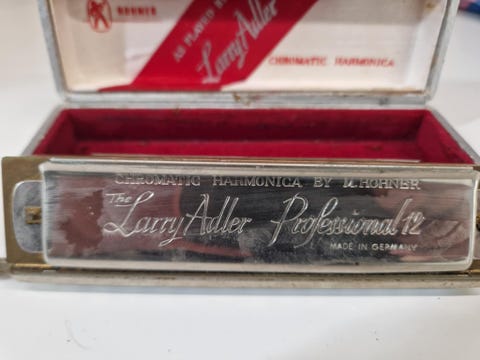 HOHNER
AS PLAYED BY
Larry Adler
CHROMATIC HARMONICA
CHROMATIC HARMONICA BY M. HOHNER
The Larry Adler Professional 12
MADE IN GERMANY